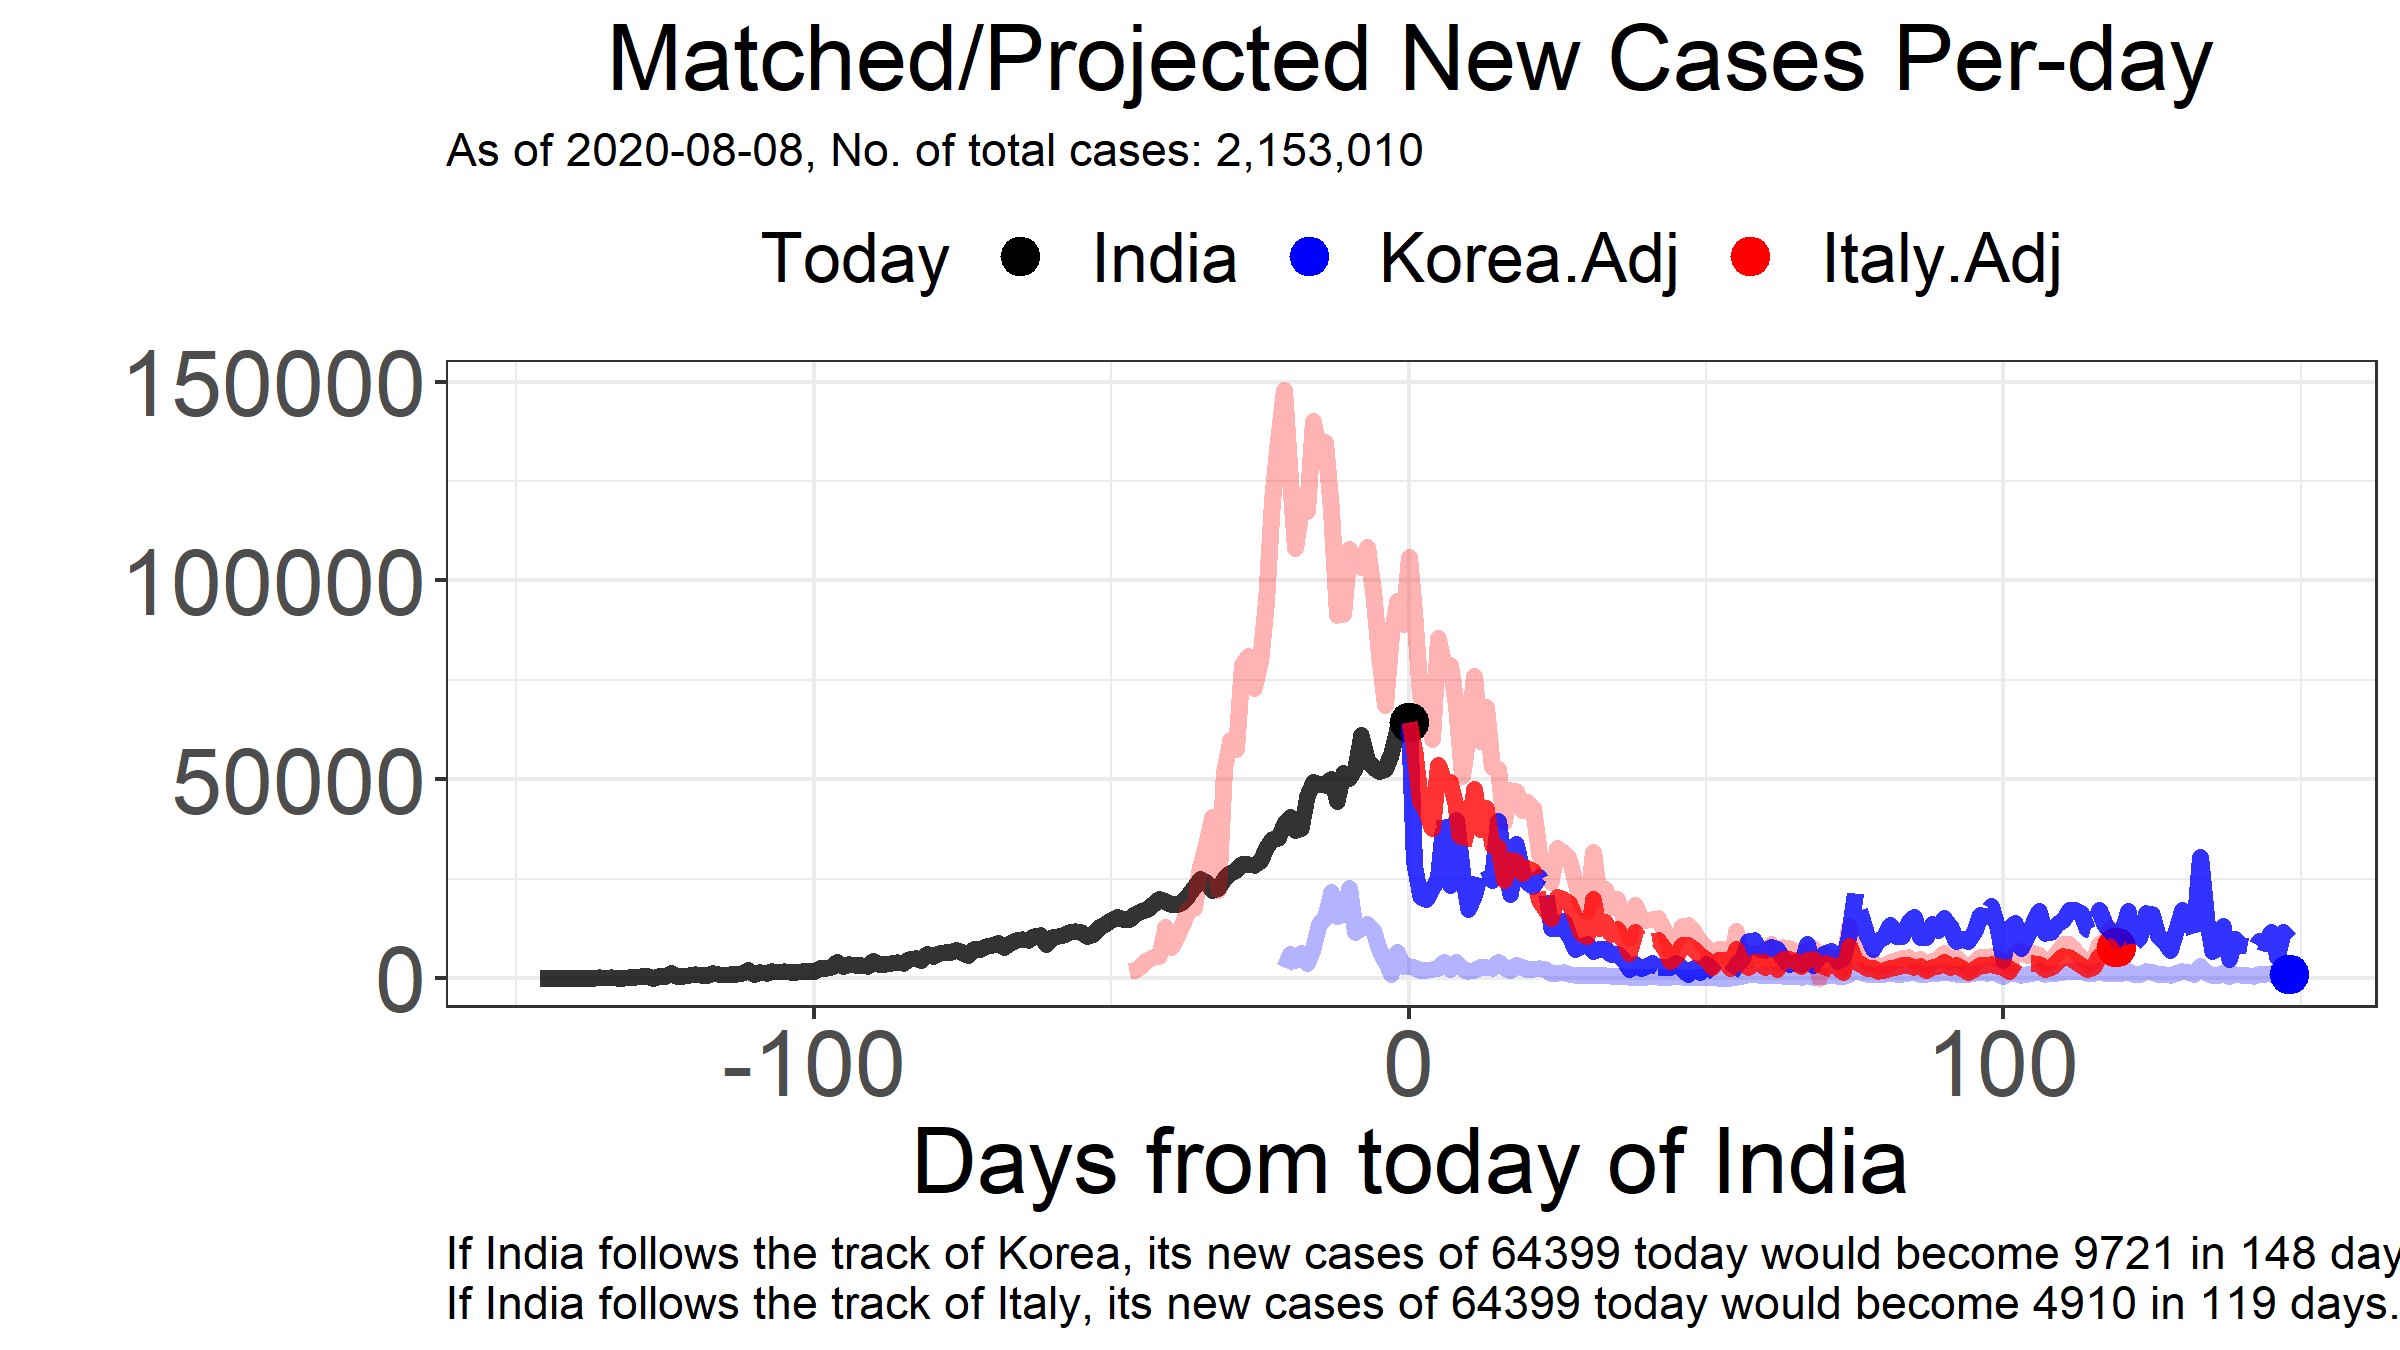 Matched/Projected New Cases Per-day
As of 2020-08-08, No. of total cases: 2,153,010
Today India Korea.Adj Italy.Adj
150000
100000
50000
0
-100 0 100
Days from today of India
If India follows the track of Korea, its new cases of 64399 today would become 9721 in 148 day
If India follows the track of Italy, its new cases of 64399 today would become 4910 in 119 days.